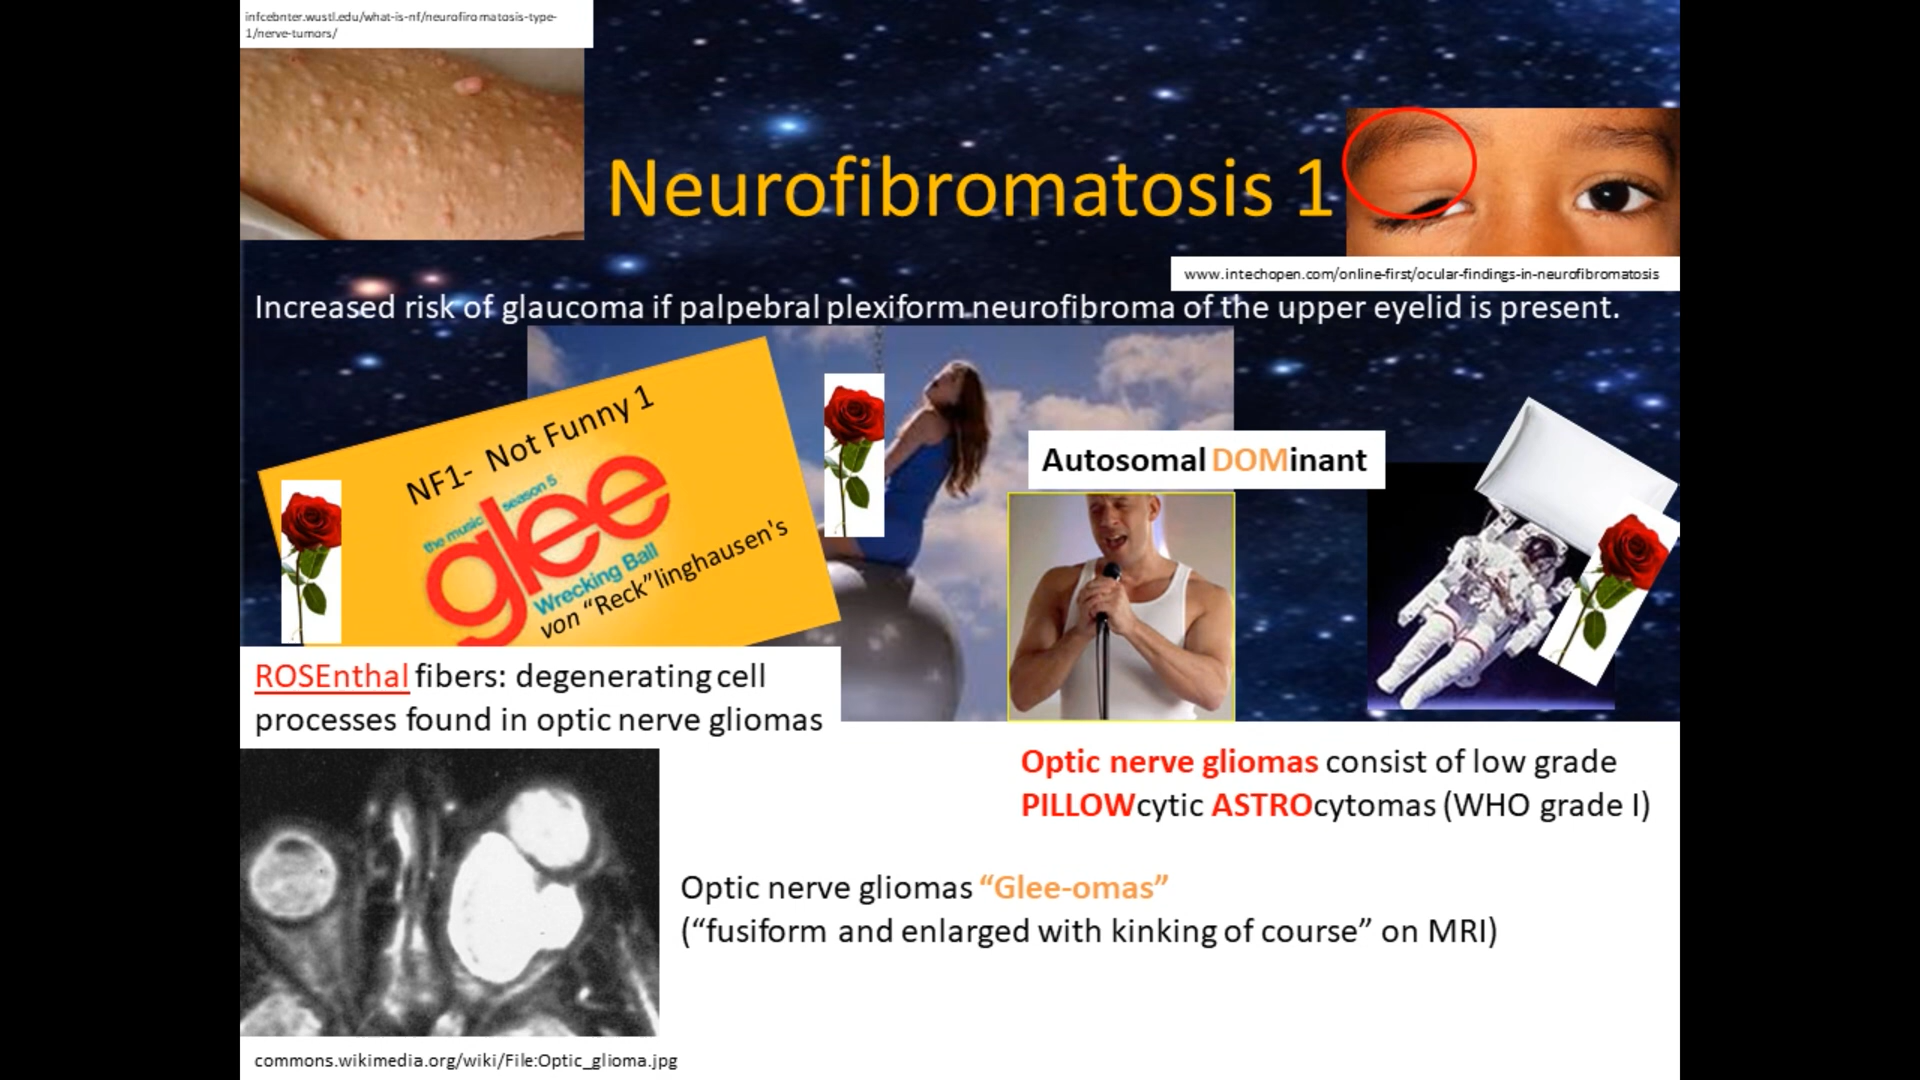 infcebnter.wustl.edu/what-is-nf/neurofiromatosis-type-
1/nerve-tumors/
Neurofibromatosis 1
www.intechopen.com/online-first/ocular-findings-in-neurofibromatosis
Increased risk of glaucoma if palpebral plexiform neurofibroma of the upper eyelid is present.
NF1- Not Funny 1
the music season 5
glee
Wrecking Ball
von "Reck"linghausen's
Autosomal DOMinant
ROSEnthal fibers: degenerating cell
processes found in optic nerve gliomas
Optic nerve gliomas consist of low grade
PILLOWcytic ASTROcytomas (WHO grade I)
Optic nerve gliomas “Glee-omas”
(“fusiform and enlarged with kinking of course” on MRI)
commons.wikimedia.org/wiki/File:Optic_glioma.jpg